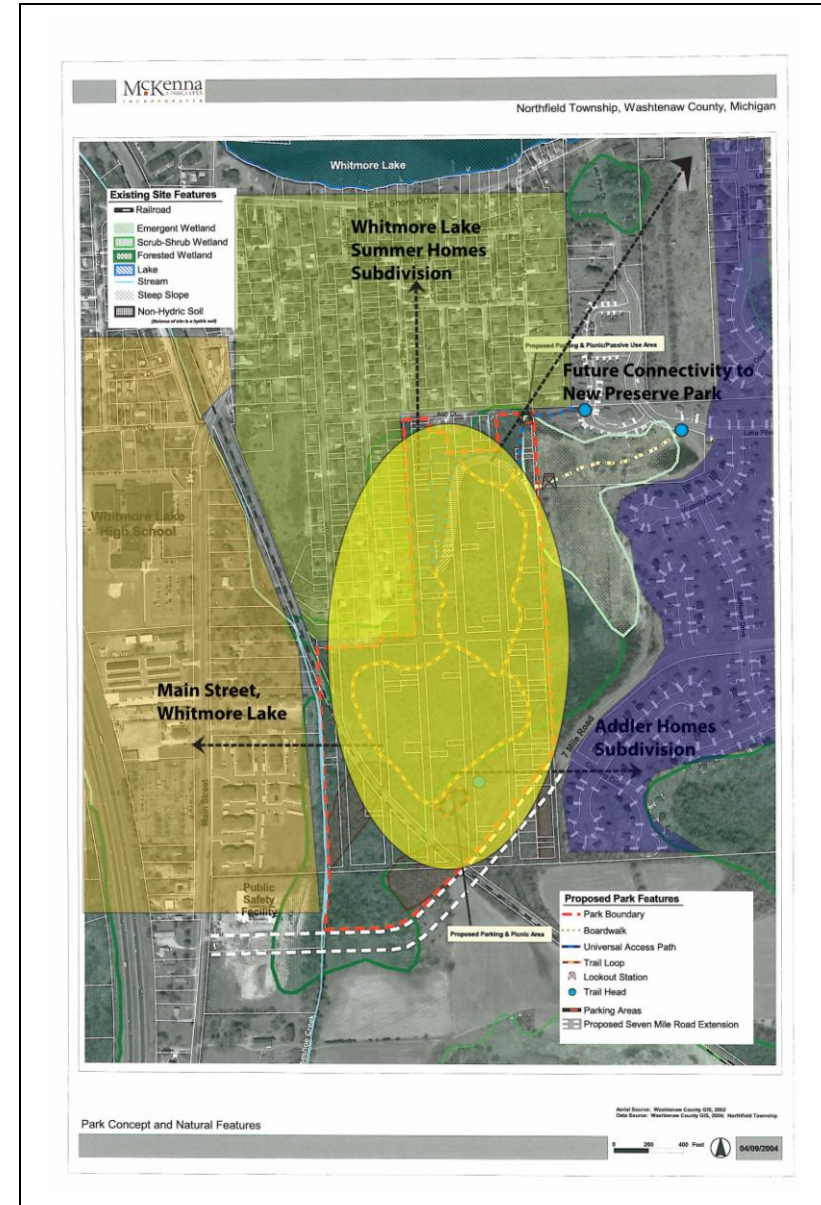 McKenna
ASSOCIATES
INCORPORATED
Northfield Township, Washtenaw County, Michigan
Whitmore Lake
Existing Site Features
Railroad
Emergent Wetland
Scrub-Shrub Wetland
Forested Wetland
Lake
Stream
Steep Slope
Non-Hydric Soil
East Shore Drive
Whitmore Lake
Summer Homes
Subdivision
Proposed Parking & Picnic/Passive Use Area
Future Connectivity to
New Preserve Park
Whitmore Lake
High School
Main Street,
Whitmore Lake
Main Street
7 Mile Road
Addler Homes
Subdivision
Public
Safety
Facility
Proposed Parking & Picnic Area
Proposed Park Features
Park Boundary
Boardwalk
Universal Access Path
Trail Loop
Lookout Station
Trail Head
Parking Areas
Proposed Seven Mile Road Extension
Aerial Source: Washtenaw County GIS, 2002
Data Source: Washtenaw County GIS, 2004; Northfield Township
Park Concept and Natural Features
0 200 400 Feet
04/09/2004